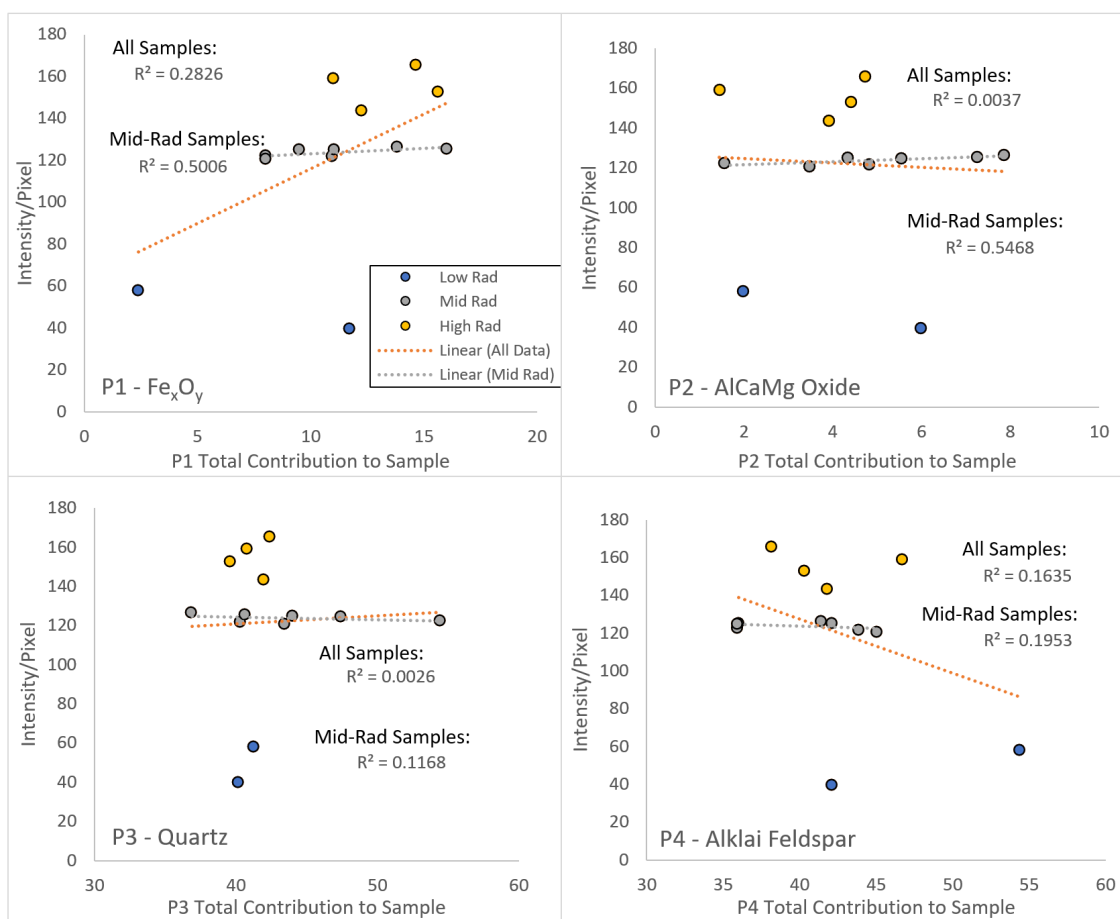 180
160
140
120
100
80
60
40
20
0
Intensity/Pixel
All Samples:
R² = 0.2826
Mid-Rad Samples:
R² = 0.5006
Low Rad
Mid Rad
High Rad
Linear (All Data)
Linear (Mid Rad)
P1 - FexOy
0 5 10 15 20
P1 Total Contribution to Sample
180
160
140
120
100
80
60
40
20
0
Intensity/Pixel
All Samples:
R² = 0.0037
Mid-Rad Samples:
R² = 0.5468
P2 - AlCaMg Oxide
0 2 4 6 8 10
P2 Total Contribution to Sample
180
160
140
120
100
80
60
40
20
0
Intensity/Pixel
All Samples:
R² = 0.0026
Mid-Rad Samples:
R² = 0.1168
P3 - Quartz
30 40 50 60
P3 Total Contribution to Sample
180
160
140
120
100
80
60
40
20
0
Intensity/Pixel
All Samples:
R² = 0.1635
Mid-Rad Samples:
R² = 0.1953
P4 - Alklai Feldspar
30 35 40 45 50 55 60
P4 Total Contribution to Sample